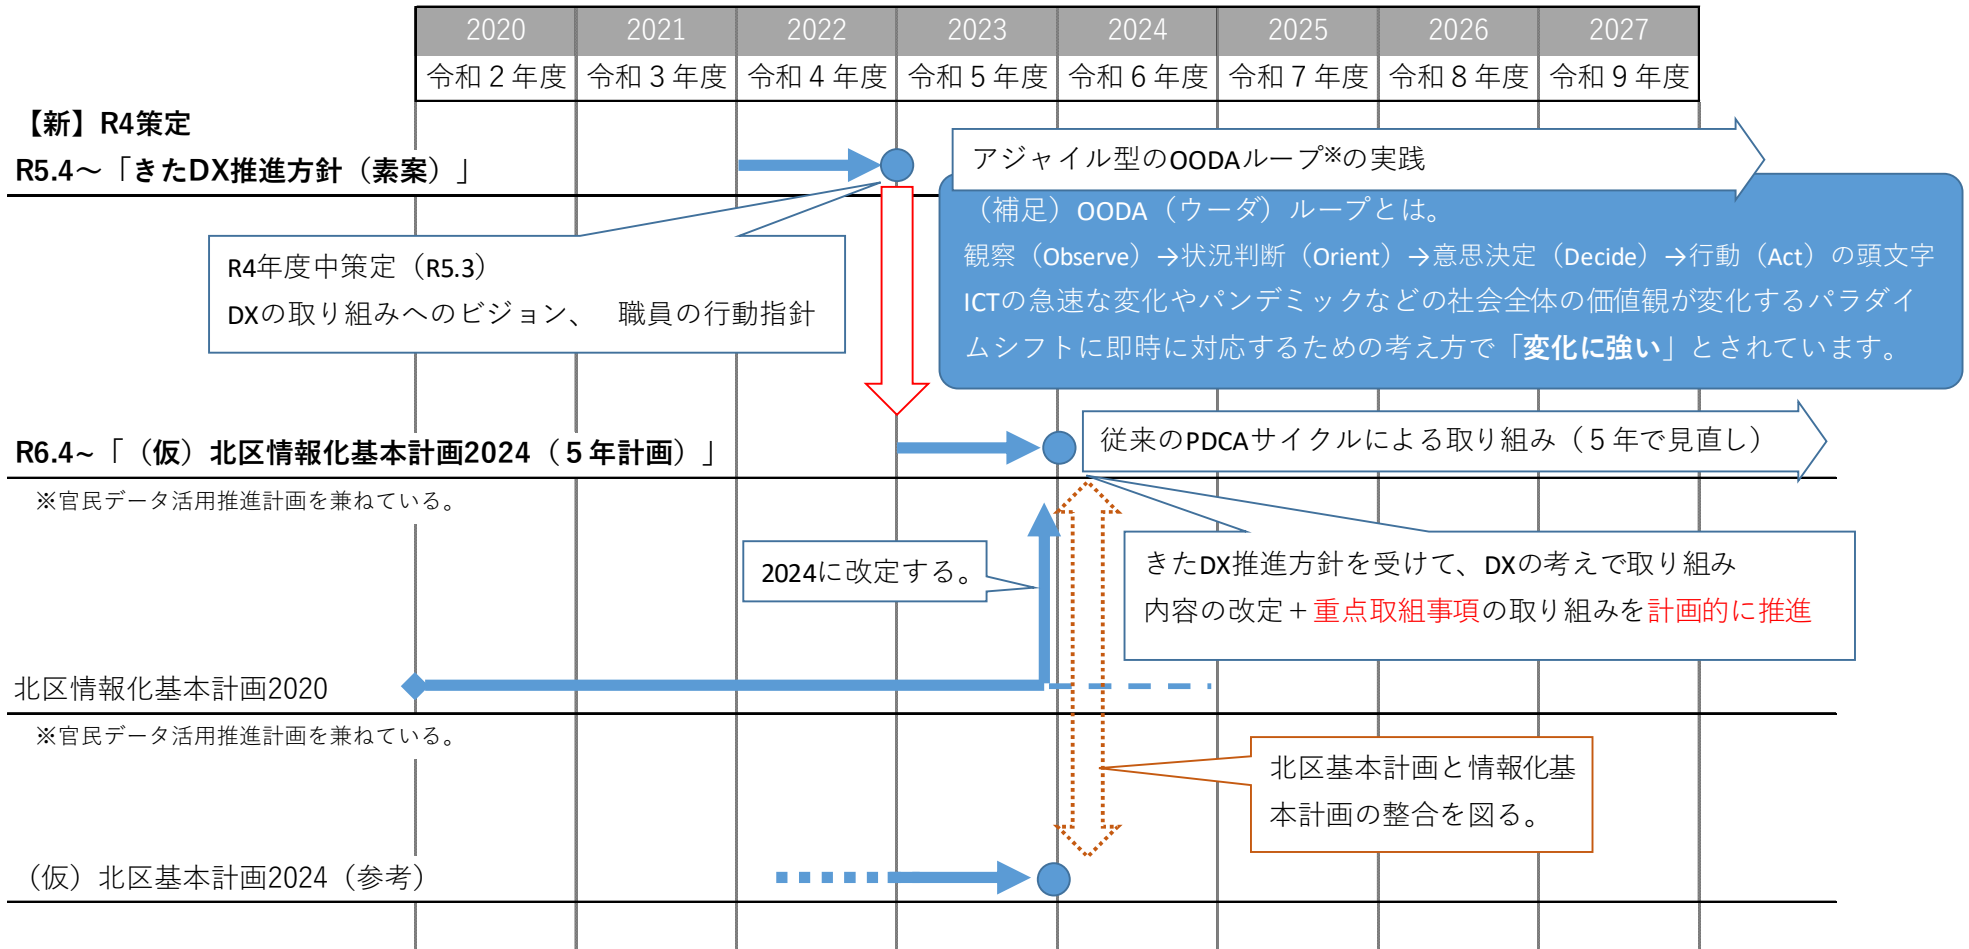 2020 2021 2022 2023 2024 2025 2026 2027
令和２年度 令和３年度 令和４年度 令和５年度 令和６年度 令和７年度 令和８年度 令和９年度
【新】R4策定
R5.4～「きたDX推進方針（素案）」
アジャイル型のOODAループ※の実践
（補足）OODA（ウーダ）ループとは。
観察（Observe）→状況判断（Orient）→意思決定（Decide）→行動（Act）の頭文字
ICTの急速な変化やパンデミックなどの社会全体の価値観が変化するパラダイ
ムシフトに即時に対応するための考え方で「変化に強い」とされています。
R4年度中策定（R5.3）
DXの取り組みへのビジョン、　職員の行動指針
R6.4~「（仮）北区情報化基本計画2024（５年計画）」
従来のPDCAサイクルによる取り組み（５年で見直し）
※官民データ活用推進計画を兼ねている。
2024に改定する。
きたDX推進方針を受けて、DXの考えで取り組み
内容の改定＋重点取組事項の取り組みを計画的に推進
北区情報化基本計画2020
※官民データ活用推進計画を兼ねている。
北区基本計画と情報化基
本計画の整合を図る。
（仮）北区基本計画2024（参考）